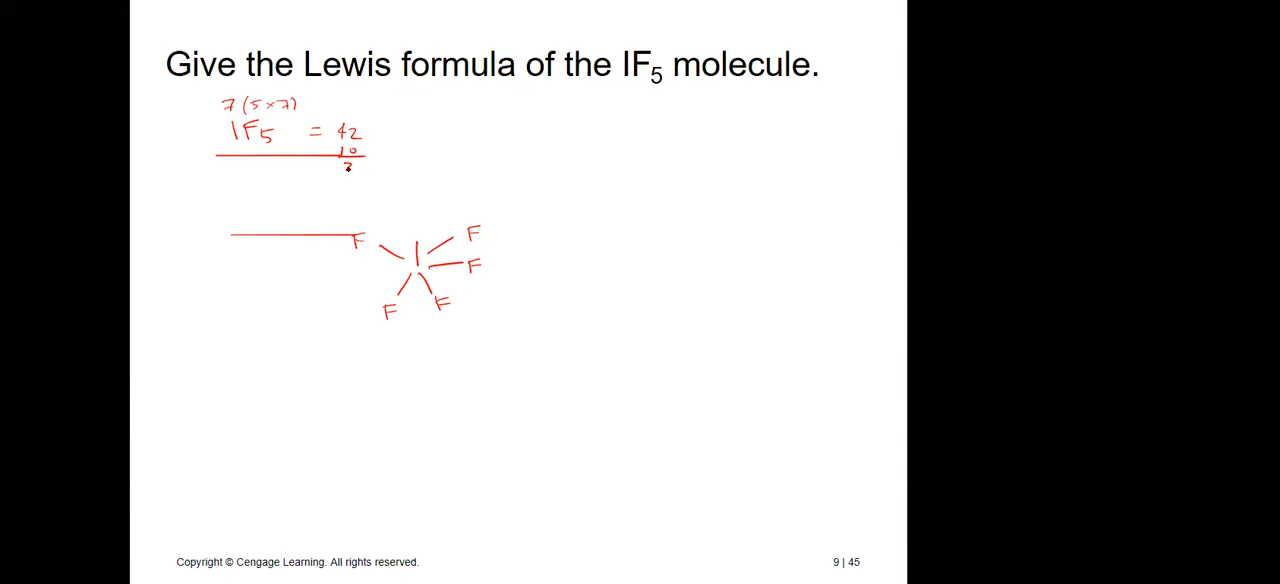 Give the Lewis formula of the IF₅ molecule.
7 (5×7)
IF₅ = 42
10
3
F I F
F
F F
Copyright © Cengage Learning. All rights reserved. 9 | 45